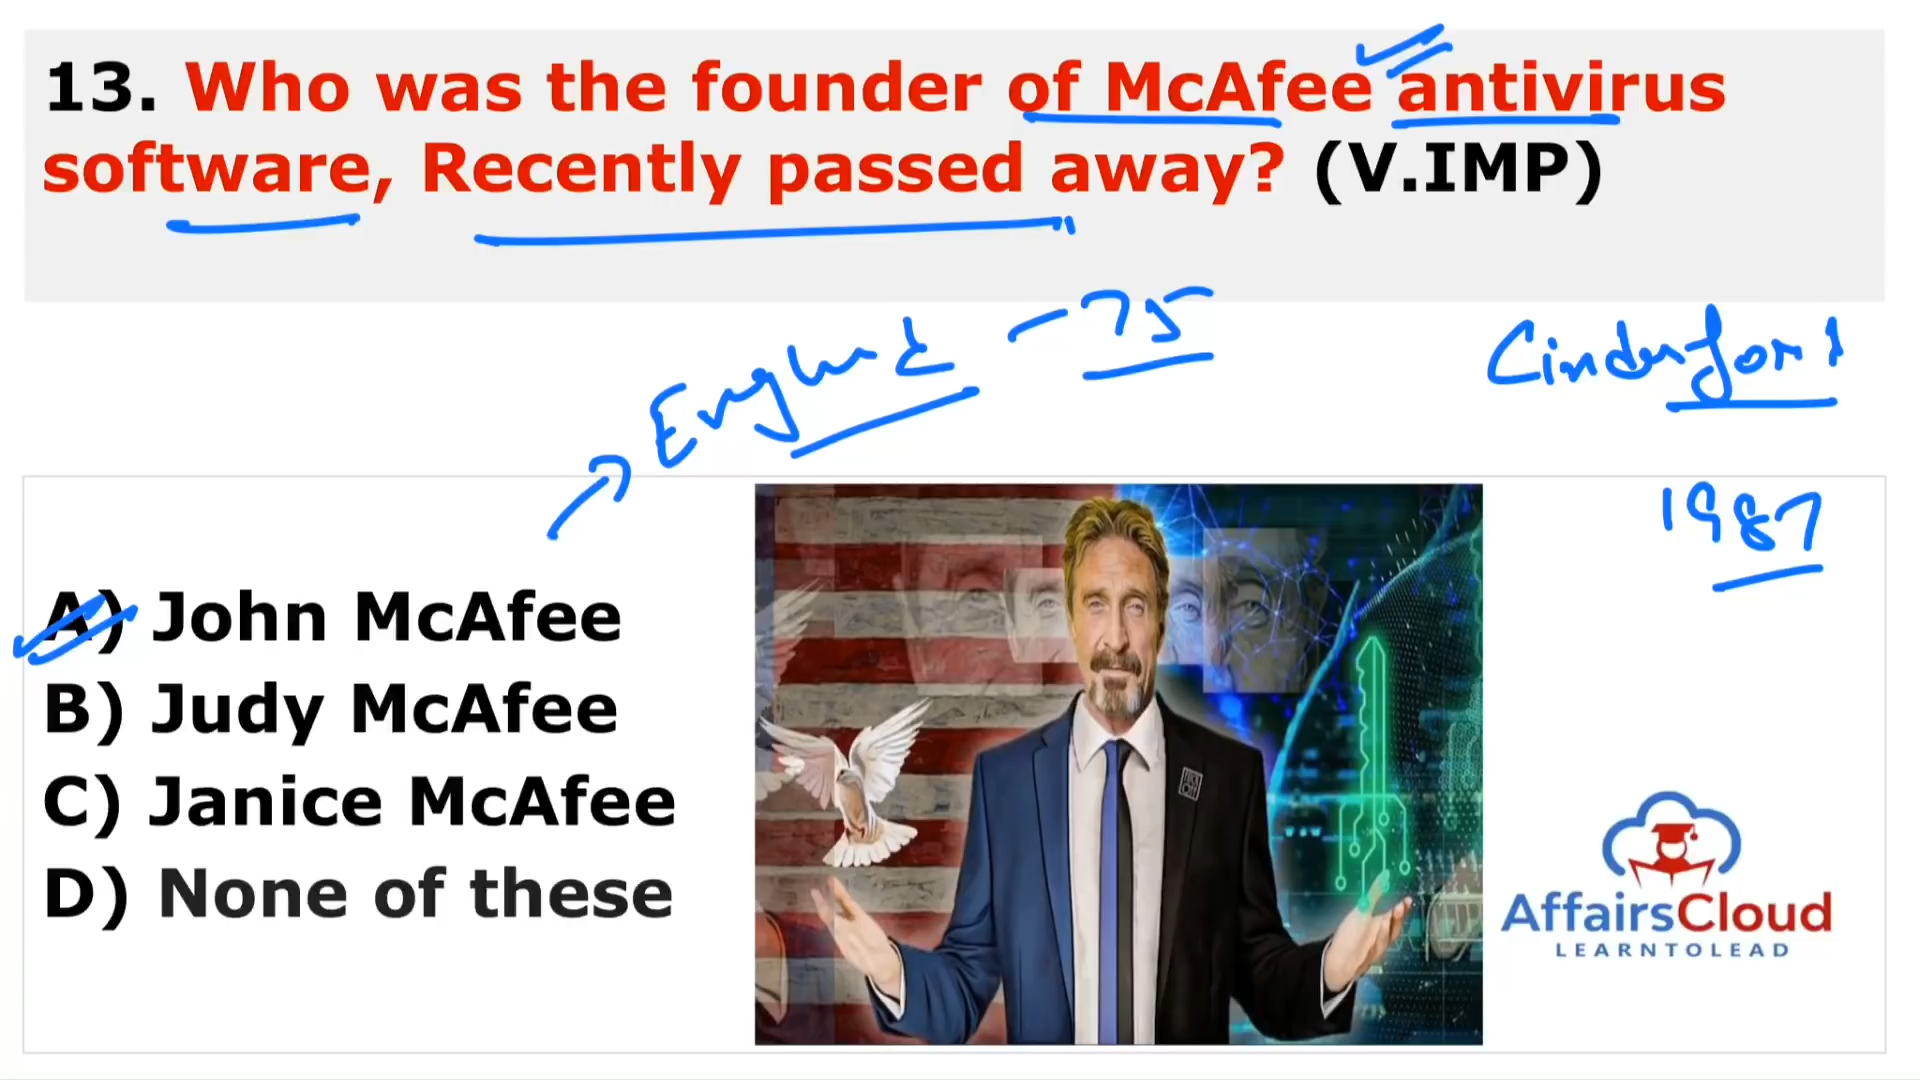 13. Who was the founder of McAfee antivirus
software, Recently passed away? (V.IMP)
England - 75
Cinderford
1987
A) John McAfee
B) Judy McAfee
C) Janice McAfee
D) None of these
AffairsCloud
LEARNTOLEAD